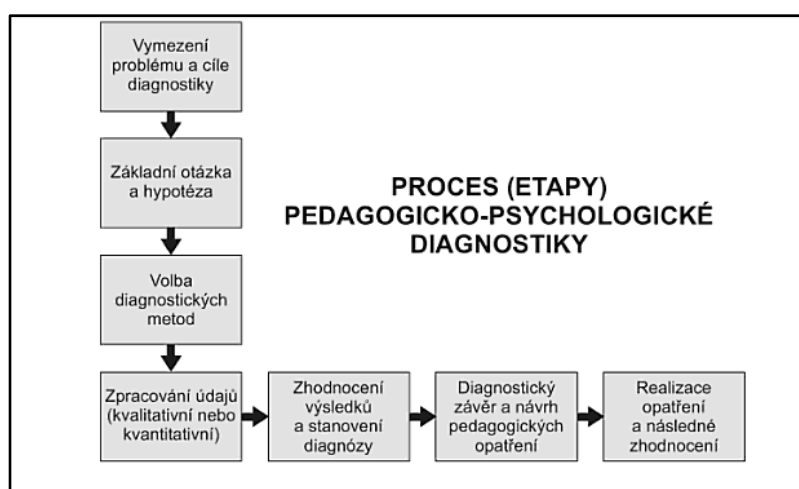 Vymezení
problému a cíle
diagnostiky
Základní otázka
a hypotéza
PROCES (ETAPY)
PEDAGOGICKO-PSYCHOLOGICKÉ
DIAGNOSTIKY
Volba
diagnostických
metod
Zpracování údajů
(kvalitativní nebo
kvantitativní)
Zhodnocení
výsledků
a stanovení
diagnózy
Diagnostický
závěr a návrh
pedagogických
opatření
Realizace
opatření
a následné
zhodnocení